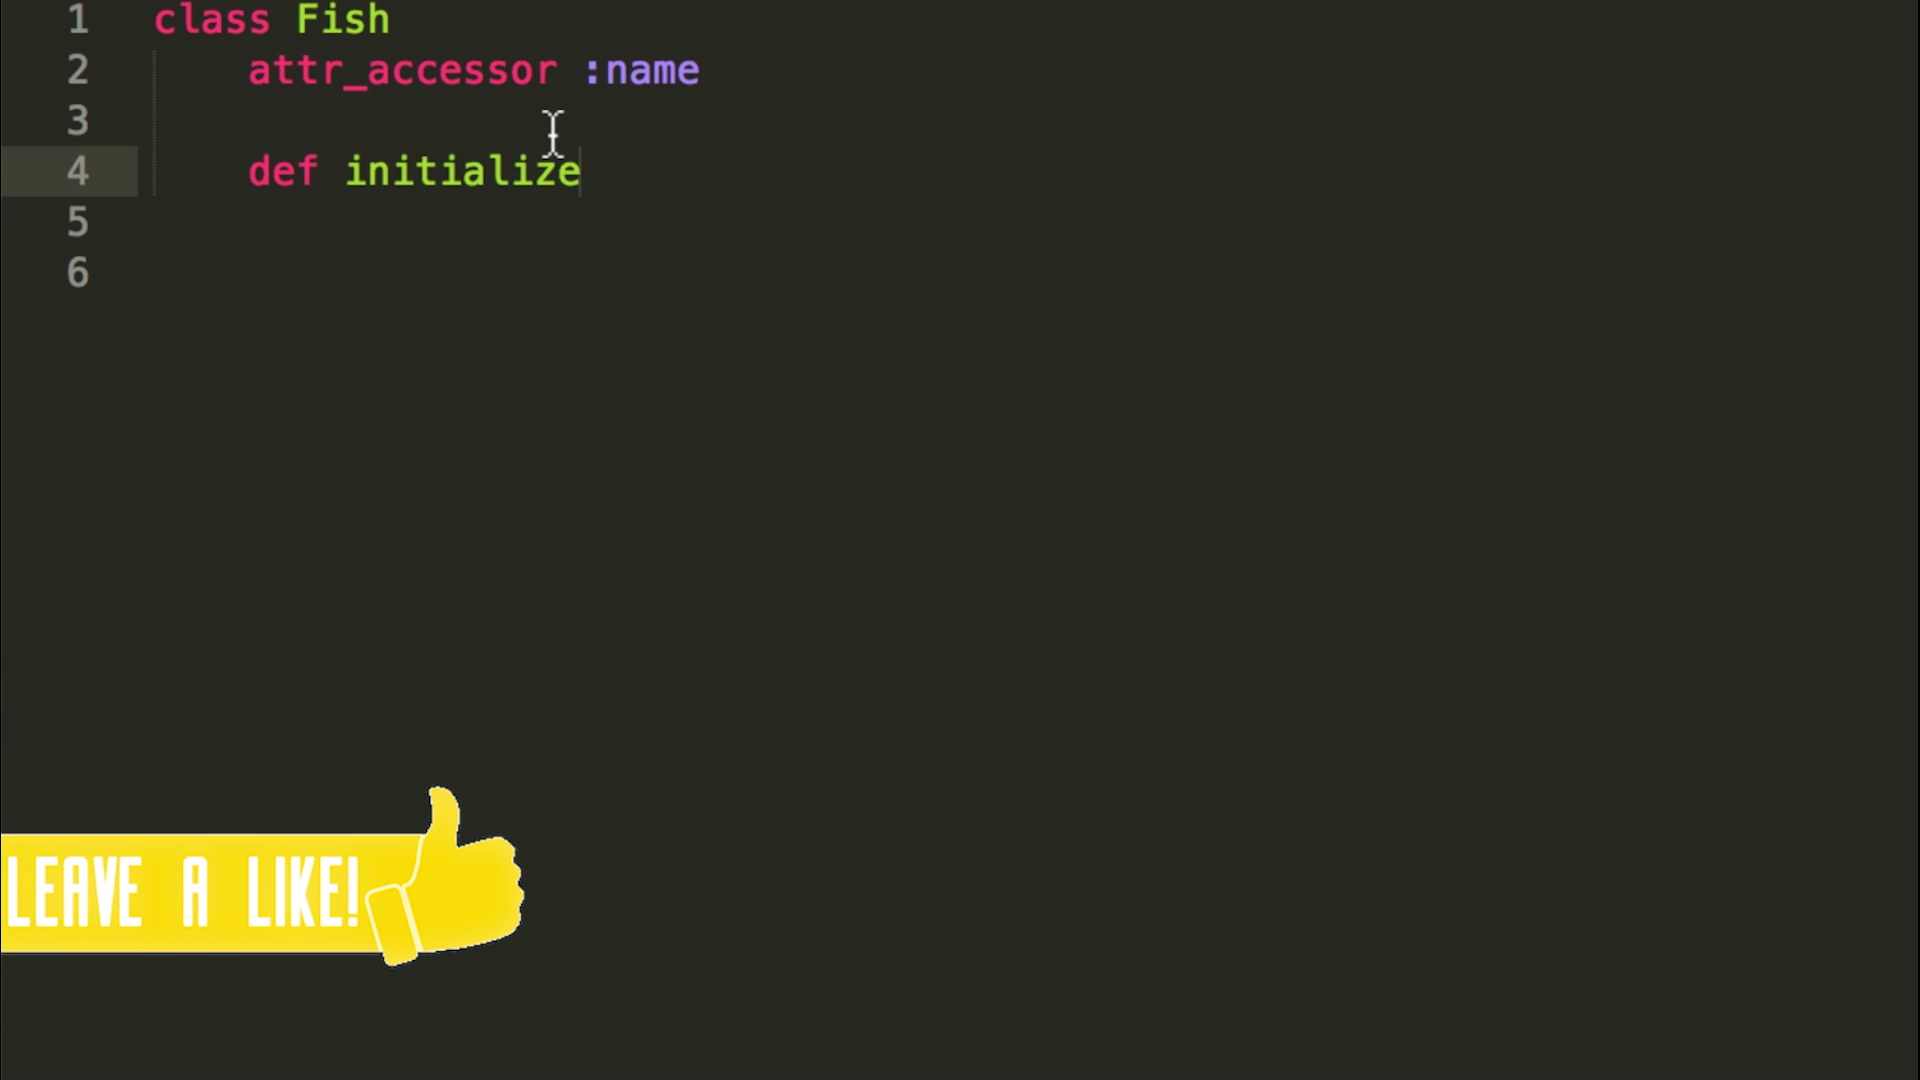 1 class Fish
2 attr_accessor :name
3
4 def initialize
5
6
LEAVE A LIKE!